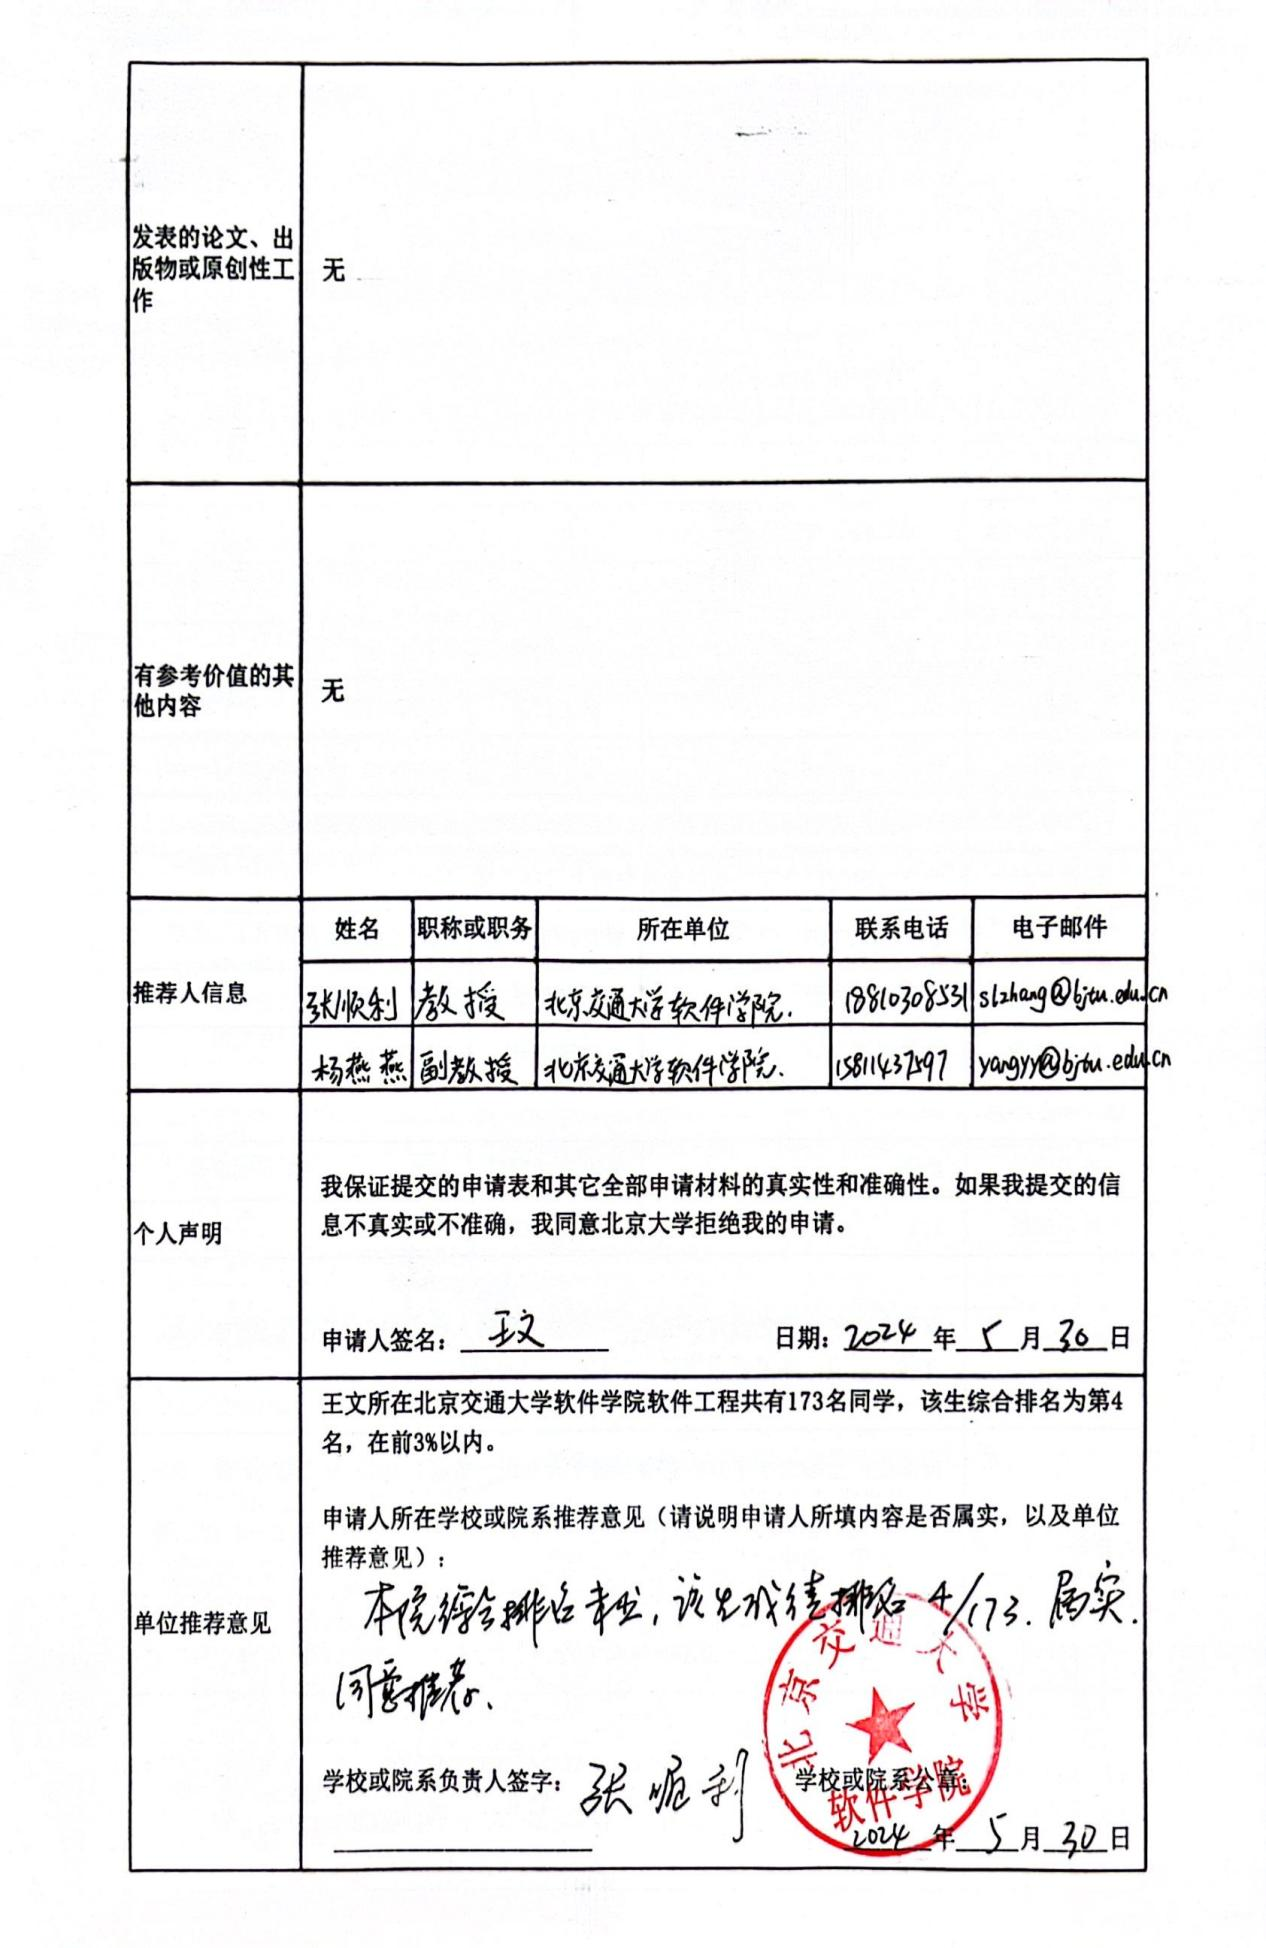 发表的论文、出
版物或原创性工
作
无
有参考价值的其
他内容
无
推荐人信息
姓名 职称或职务 所在单位 联系电话 电子邮件
张顺利 教授 北京交通大学软件学院. 18810308531 slzhang@bjtu.edu.cn
杨燕燕 副教授 北京交通大学软件学院. 15811437597 yangyy@bjtu.edu.cn
个人声明
我保证提交的申请表和其它全部申请材料的真实性和准确性。如果我提交的信
息不真实或不准确，我同意北京大学拒绝我的申请。
申请人签名： 王文 日期：2024 年 5 月 30 日
单位推荐意见
王文所在北京交通大学软件学院软件工程共有173名同学，该生综合排名为第4
名，在前3%以内。
申请人所在学校或院系推荐意见（请说明申请人所填内容是否属实，以及单位
推荐意见）：
本院综合排名 该生成绩排名 4/173. 属实.
同意推荐、
学校或院系负责人签字： 张顺利 学校或院系公章：
北京交通大学
软件学院
2024 年 5 月 30 日